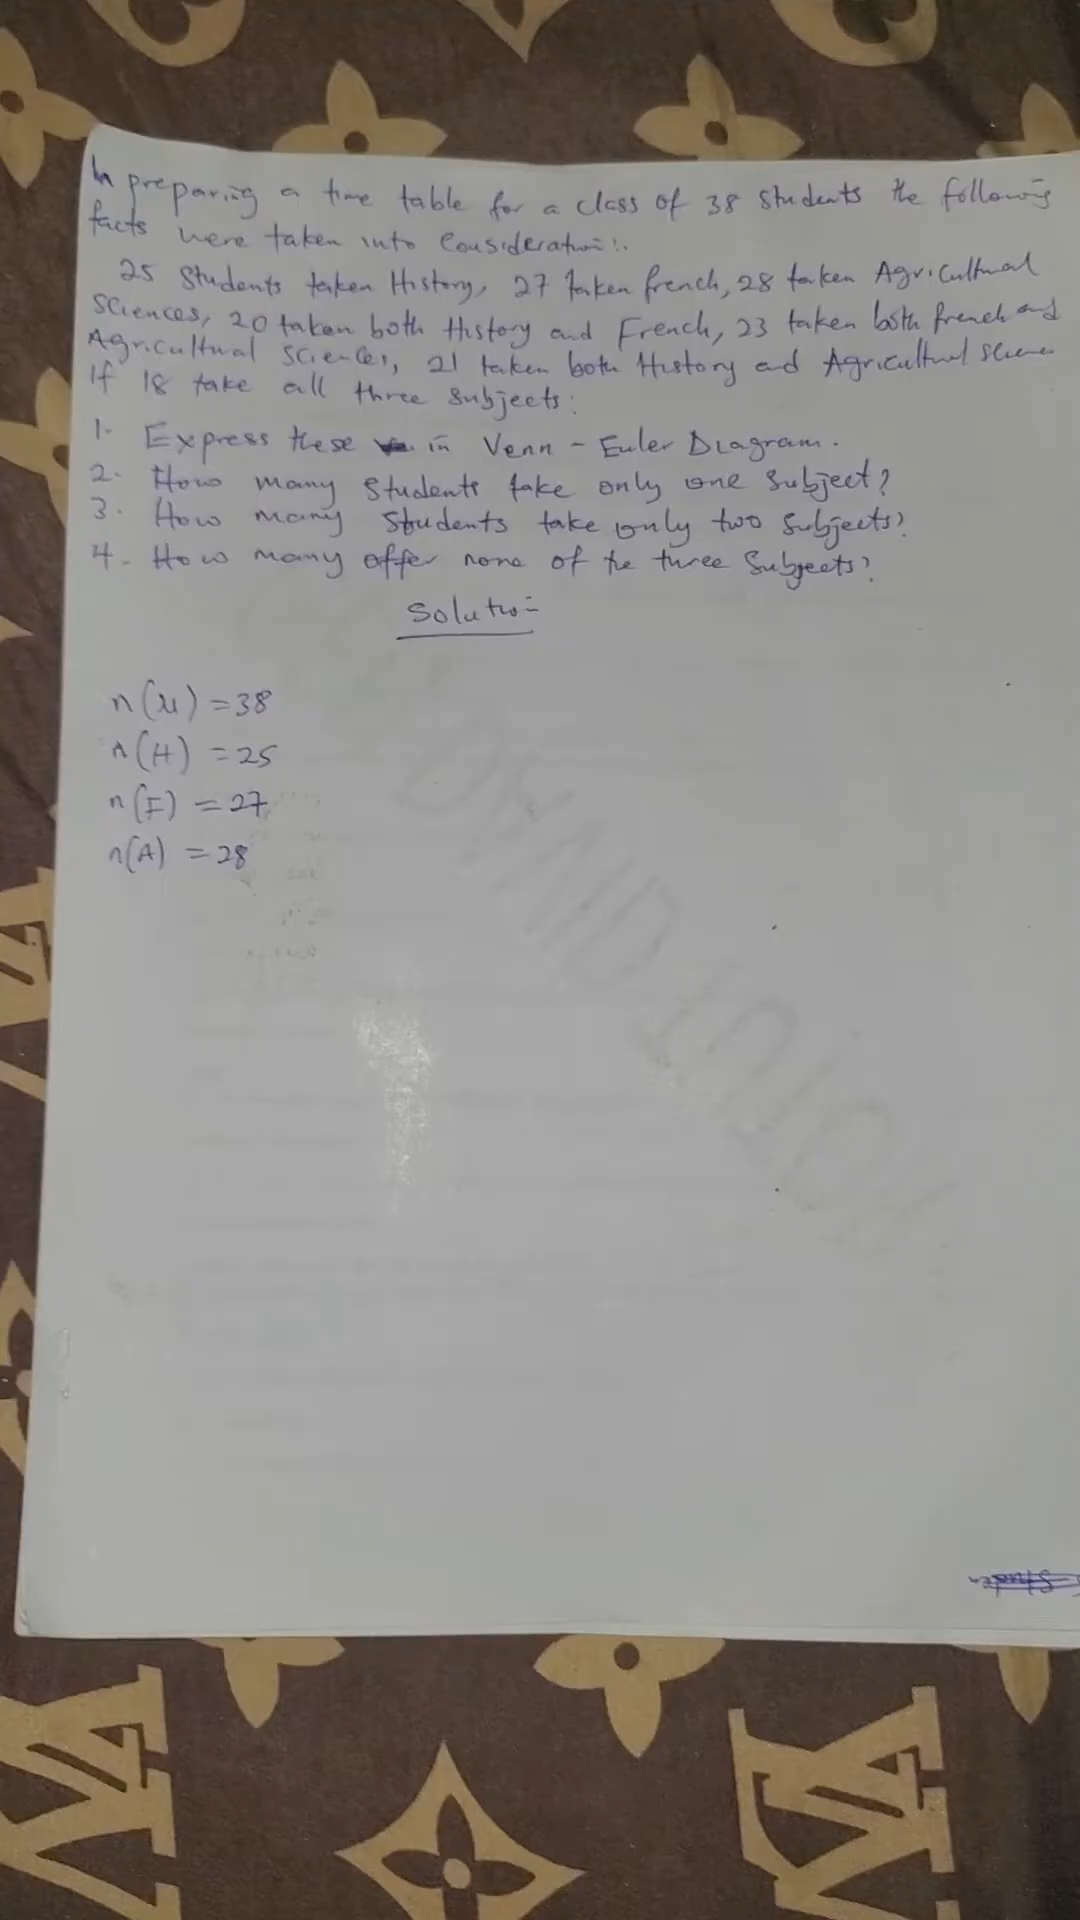 In preparing a time table for a class of 38 students the following
facts were taken into consideration:.
25 students taken History, 27 taken french, 28 taken Agricultural
Sciences, 20 taken both History and French, 23 taken both french and
Agricultural Sciences, 21 taken both History and Agricultural Science
If 18 take all three subjects:
1. Express these in Venn - Euler Diagram.
2. How many students take only one subject?
3. How many students take only two subjects?
4. How many offer none of the three subjects?
Solution
n(u) = 38
n(H) = 25
n(F) = 27
n(A) = 28